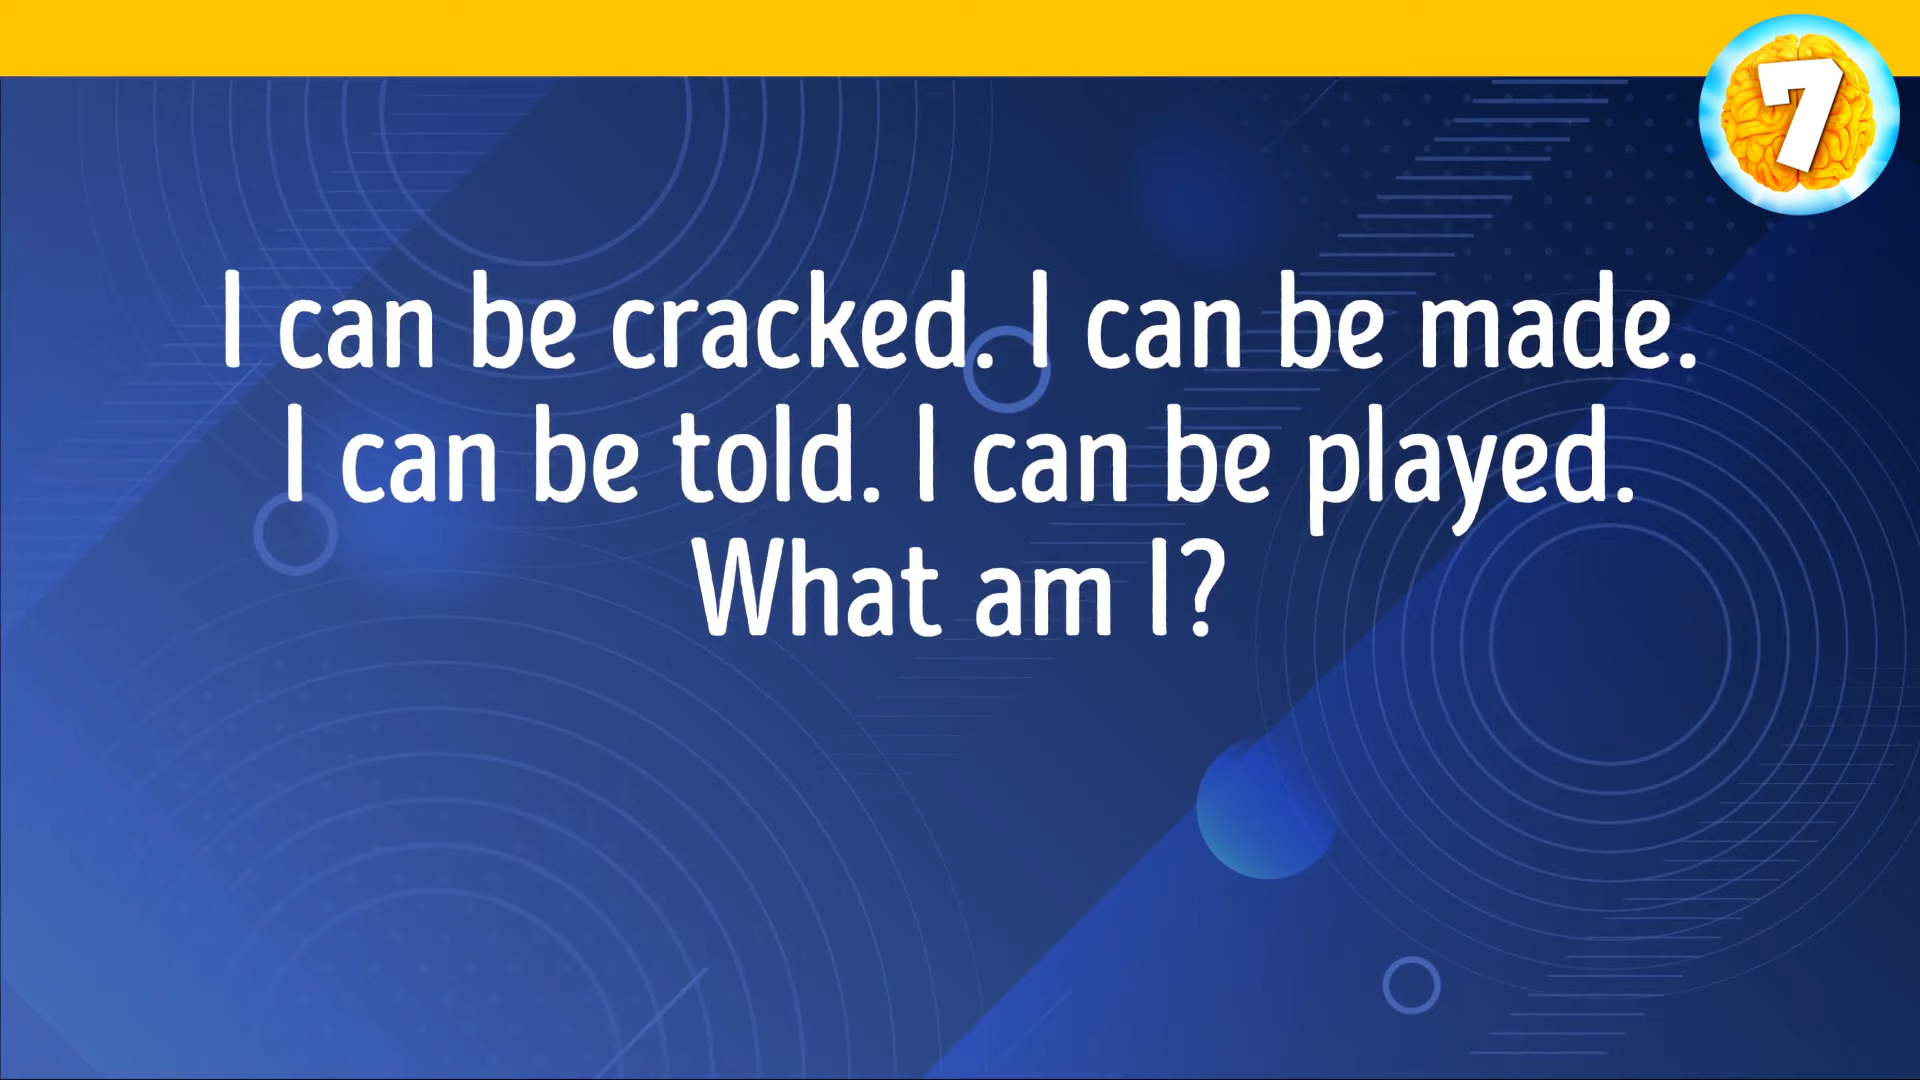 7
I can be cracked. I can be made.
I can be told. I can be played.
What am I?